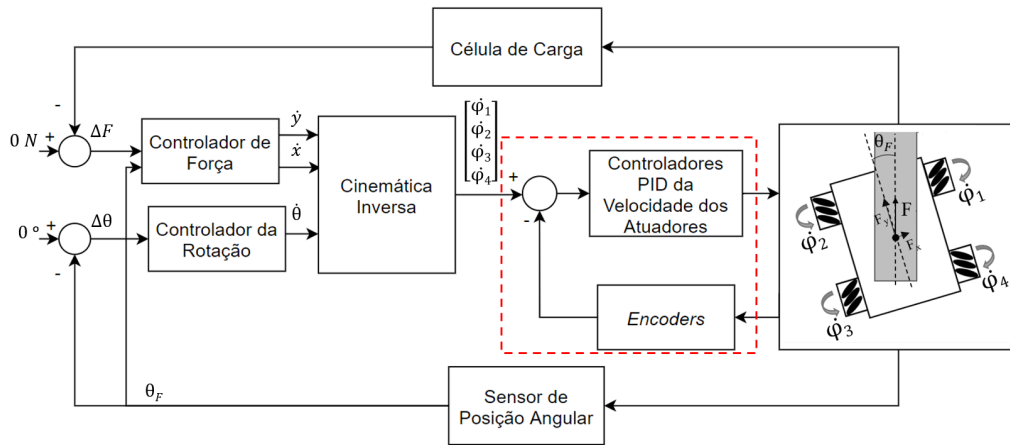 Célula de Carga
-
0 N
+
ΔF
Controlador de
Força
ẏ
ẋ
Cinemática
Inversa
φ̇1
φ̇2
φ̇3
φ̇4
+
-
Controladores
PID da
Velocidade dos
Atuadores
Encoders
0 º
+
Δθ
-
Controlador da
Rotação
θ̇
θF
Sensor de
Posição Angular
θF
F
Fy
Fx
φ̇1
φ̇2
φ̇3
φ̇4